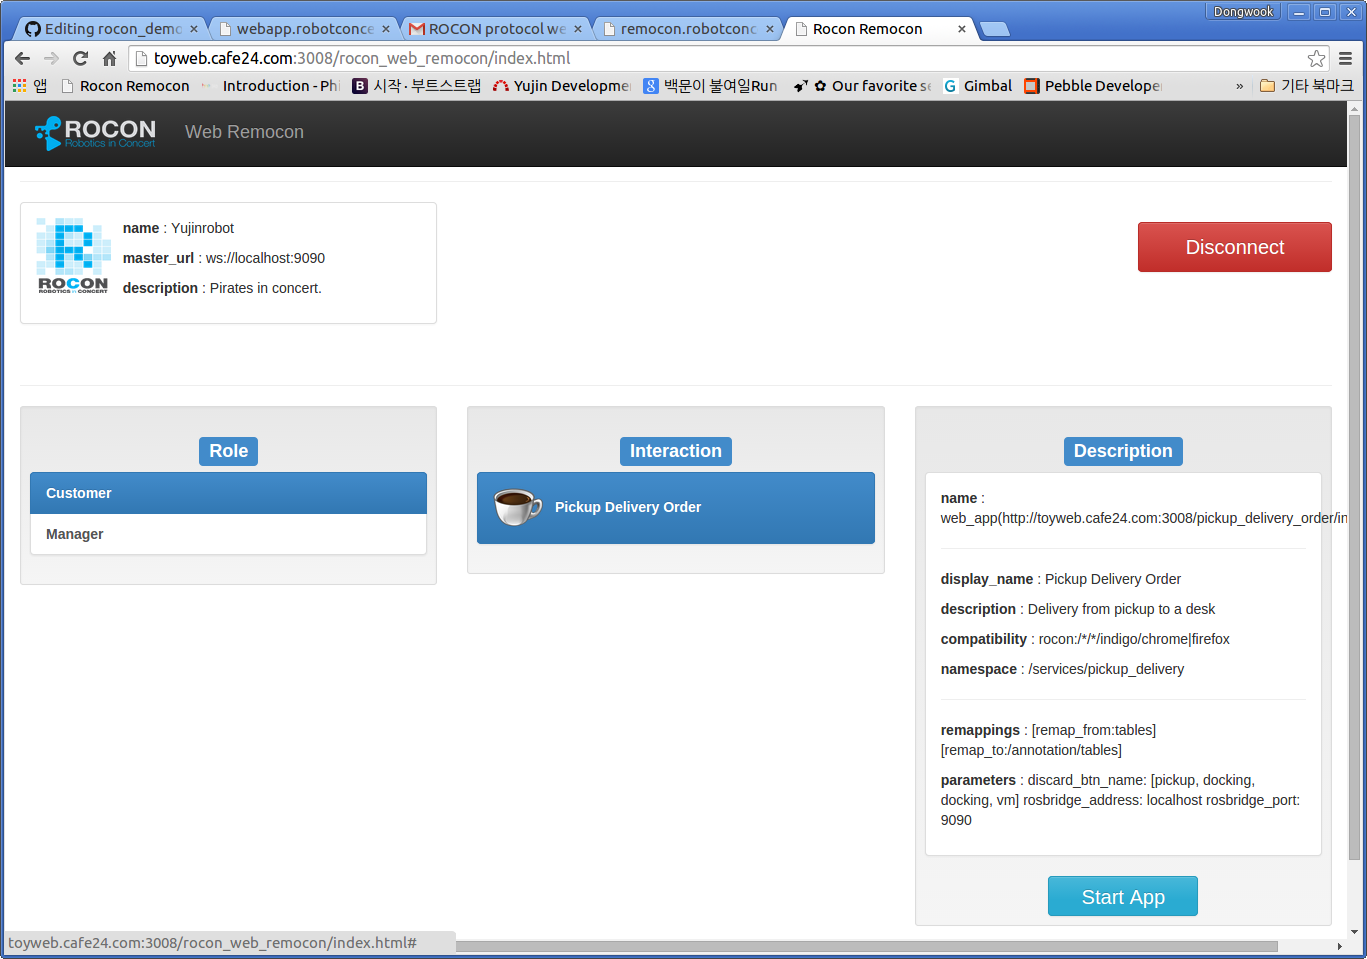 Dongwook
Editing rocon_demo
webapp.robotconce
ROCON protocol we
remocon.robotconc
Rocon Remocon
toyweb.cafe24.com:3008/rocon_web_remocon/index.html
앱
Rocon Remocon
Introduction - Phi
B 시작 · 부트스트랩
Yujin Developme
8 백문이 불여일Run
Our favorite se
G Gimbal
Pebble Develope
»
기타 북마크
ROCON
Robotics in Concert
Web Remocon
ROCON
ROBOTICS IN CONCERT
name : Yujinrobot
master_url : ws://localhost:9090
description : Pirates in concert.
Disconnect
Role
Customer
Manager
Interaction
Pickup Delivery Order
Description
name :
web_app(http://toyweb.cafe24.com:3008/pickup_delivery_order/in
display_name : Pickup Delivery Order
description : Delivery from pickup to a desk
compatibility : rocon:/*/*/indigo/chrome|firefox
namespace : /services/pickup_delivery
remappings : [remap_from:tables]
[remap_to:/annotation/tables]
parameters : discard_btn_name: [pickup, docking,
docking, vm] rosbridge_address: localhost rosbridge_port:
9090
Start App
toyweb.cafe24.com:3008/rocon_web_remocon/index.html#